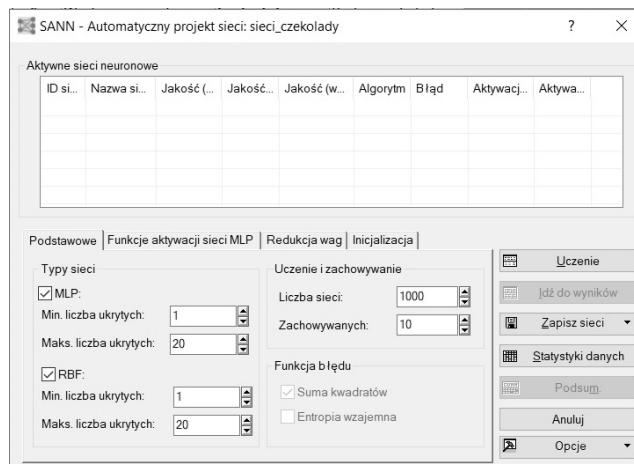 SANN - Automatyczny projekt sieci: sieci_czekolady
Aktywne sieci neuronowe
ID si... Nazwa si... Jakość (... Jakość... Jakość (w... Algorytm Błąd Aktywacj... Aktywa...
Podstawowe Funkcje aktywacji sieci MLP Redukcja wag Inicjalizacja
Typy sieci
MLP:
Min. liczba ukrytych: 1
Maks. liczba ukrytych: 20
RBF:
Min. liczba ukrytych: 1
Maks. liczba ukrytych: 20
Uczenie i zachowywanie
Liczba sieci: 1000
Zachowywanych: 10
Funkcja błędu
Suma kwadratów
Entropia wzajemna
Uczenie
Idź do wyników
Zapisz sieci
Statystyki danych
Podsum.
Anuluj
Opcje